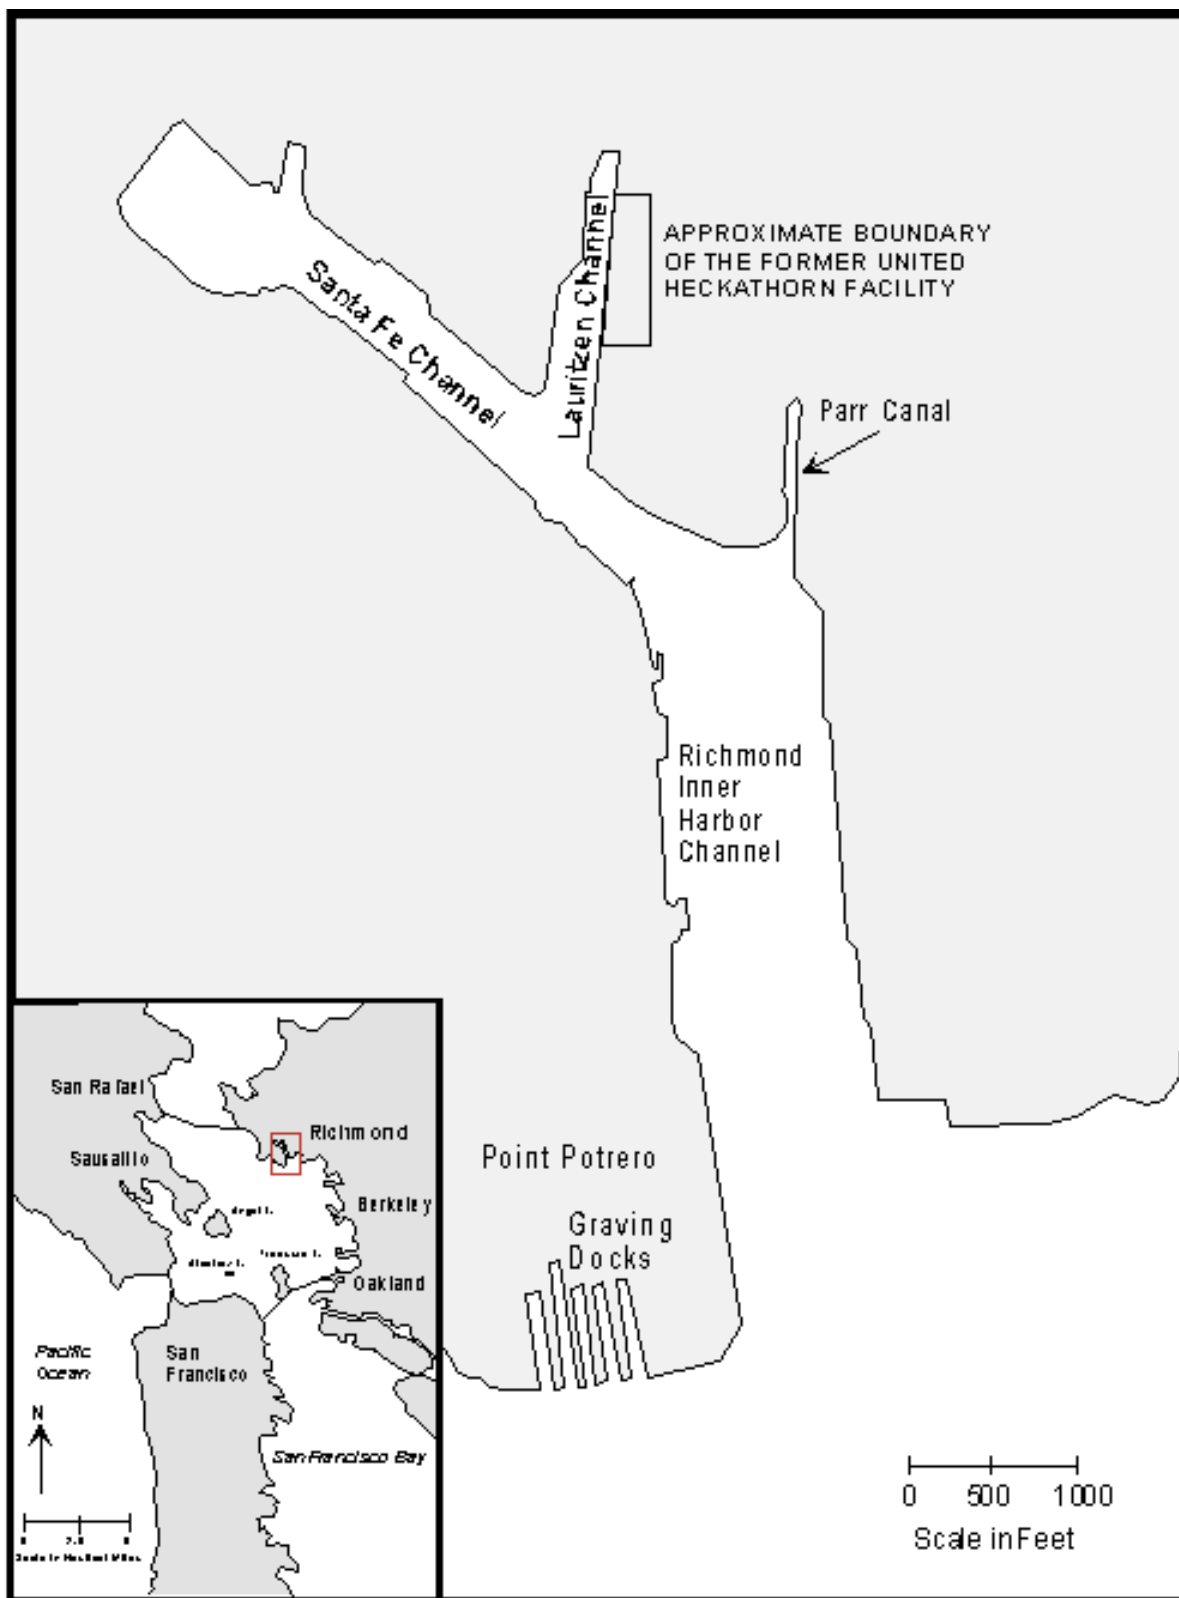 APPROXIMATE BOUNDARY
OF THE FORMER UNITED
HECKATHORN FACILITY
Santa Fe Channel
Lauritzen Channel
Parr Canal
Richmond
Inner
Harbor
Channel
Point Potrero
Graving
Docks
San Rafael
Richmond
Sausalito
Berkeley
Oakland
Pacific
Ocean
San
Francisco
N
San Francisco Bay
0 500 1000
Scale in Feet